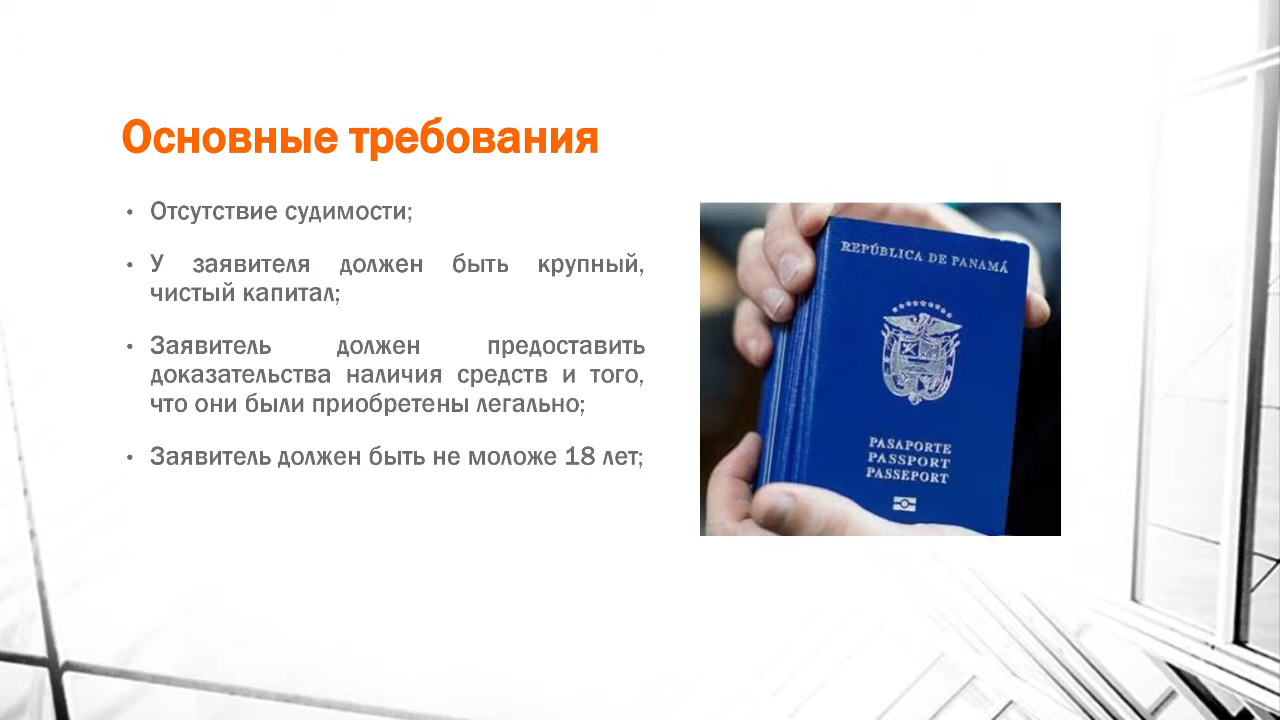 Основные требования
• Отсутствие судимости;
• У заявителя должен быть крупный,
чистый капитал;
• Заявитель должен предоставить
доказательства наличия средств и того,
что они были приобретены легально;
• Заявитель должен быть не моложе 18 лет;
REPÚBLICA DE PANAMÁ
PASAPORTE
PASSPORT
PASSEPORT